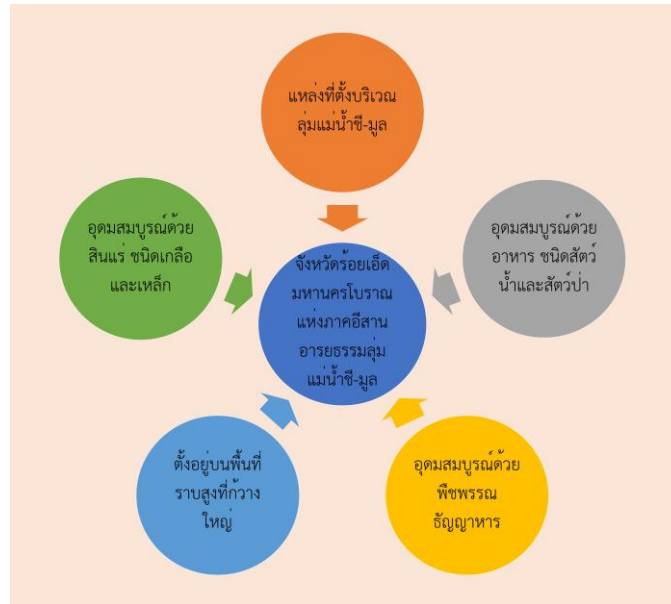 แหล่งที่ตั้งบริเวณ
ลุ่มแม่น้ำชี-มูล
อุดมสมบูรณ์ด้วย
สินแร่ ชนิดเกลือ
และเหล็ก
จังหวัดร้อยเอ็ด
มหานครโบราณ
แห่งภาคอีสาน
อารยธรรมลุ่ม
แม่น้ำชี-มูล
อุดมสมบูรณ์ด้วย
อาหาร ชนิดสัตว์
น้ำและสัตว์ป่า
ตั้งอยู่บนพื้นที่
ราบสูงที่กว้าง
ใหญ่
อุดมสมบูรณ์ด้วย
พืชพรรณ
ธัญญาหาร